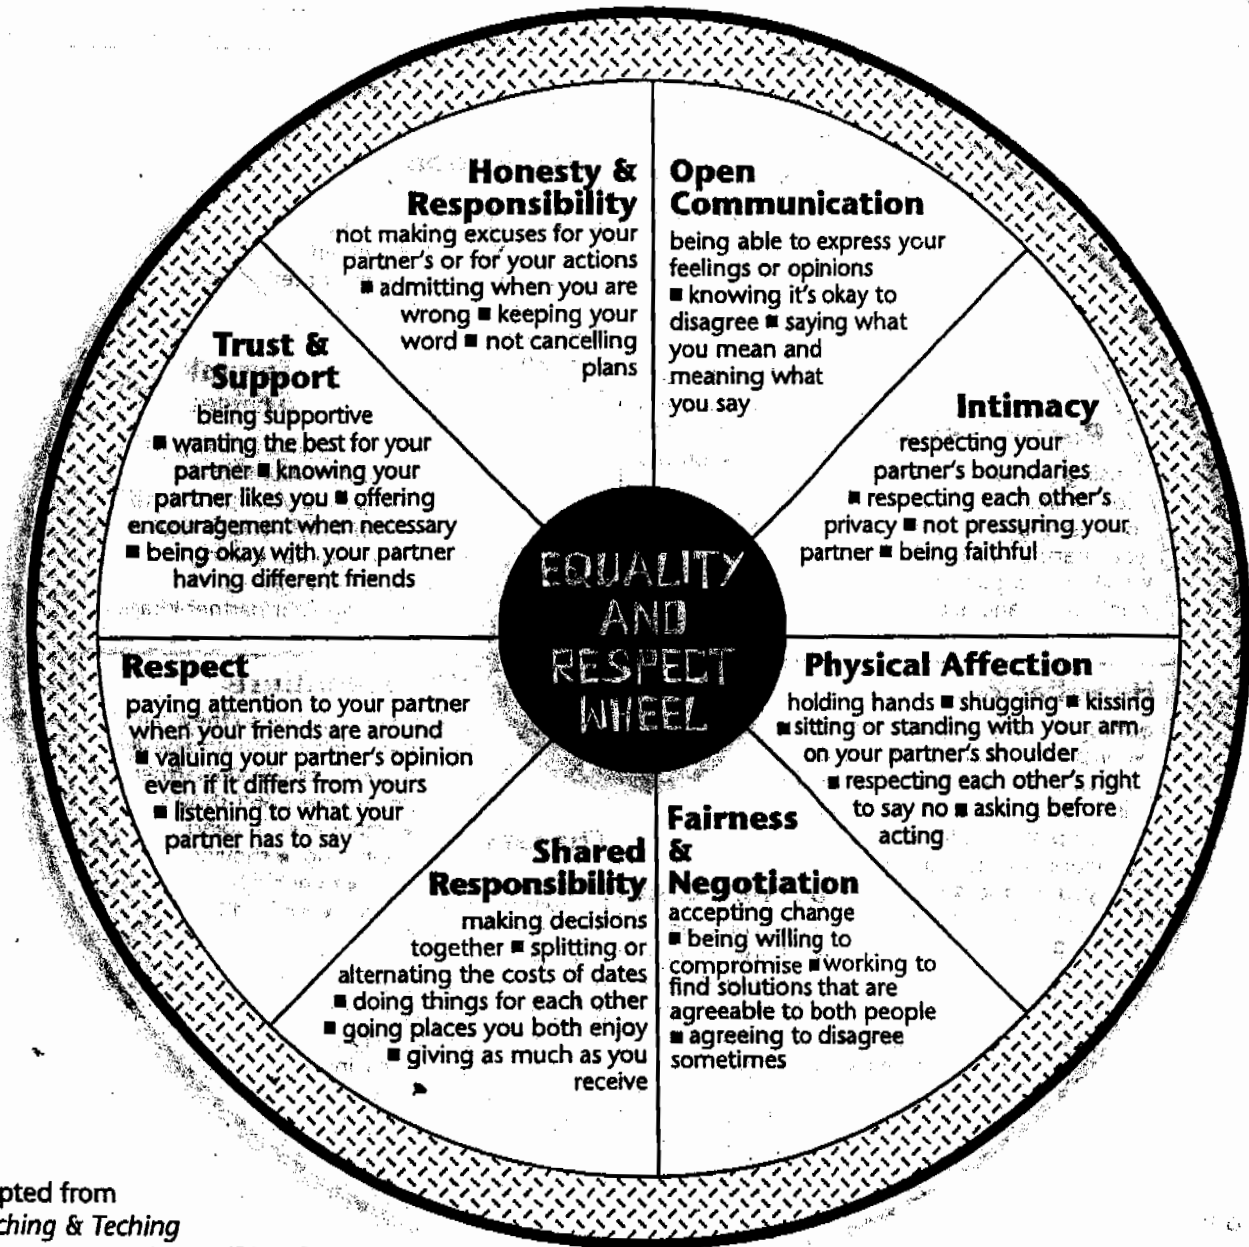 Honesty &
Responsibility
not making excuses for your
partner's or for your actions
■ admitting when you are
wrong ■ keeping your
word ■ not cancelling
plans
Open
Communication
being able to express your
feelings or opinions
■ knowing it's okay to
disagree ■ saying what
you mean and
meaning what
you say
Intimacy
respecting your
partner's boundaries
■ respecting each other's
privacy ■ not pressuring your
partner ■ being faithful
Physical Affection
holding hands ■ shugging ■ kissing
■ sitting or standing with your arm
on your partner's shoulder
■ respecting each other's right
to say no ■ asking before
acting
Fairness
&
Negotiation
accepting change
■ being willing to
compromise ■ working to
find solutions that are
agreeable to both people
■ agreeing to disagree
sometimes
Shared
Responsibility
making decisions
together ■ splitting or
alternating the costs of dates
■ doing things for each other
■ going places you both enjoy
■ giving as much as you
receive
Respect
paying attention to your partner
when your friends are around
■ valuing your partner's opinion
even if it differs from yours
■ listening to what your
partner has to say
Trust &
Support
being supportive
■ wanting the best for your
partner ■ knowing your
partner likes you ■ offering
encouragement when necessary
■ being okay with your partner
having different friends
EQUALITY
AND
RESPECT
WHEEL
pted from
ching & Teching